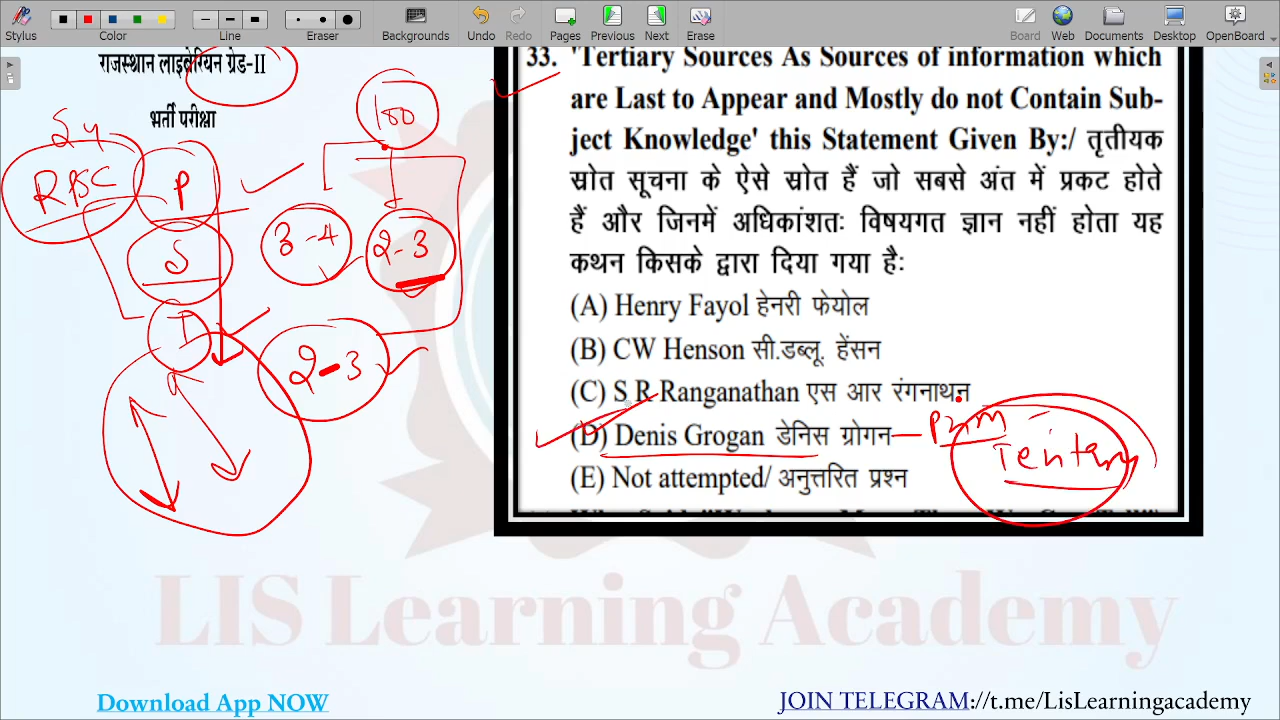 Stylus
Color
Line
Eraser
Backgrounds
Undo
Redo
Pages
Previous
Next
Erase
Board
Web
Documents
Desktop
OpenBoard
राजस्थान लाइब्रेरियन ग्रेड-II
भर्ती परीक्षा
RPSC
P
S
T
100
3-4
2-3
2-3
33. 'Tertiary Sources As Sources of information which
are Last to Appear and Mostly do not Contain Sub-
ject Knowledge' this Statement Given By:/ तृतीयक
स्रोत सूचना के ऐसे स्रोत हैं जो सबसे अंत में प्रकट होते
हैं और जिनमें अधिकांशतः विषयगत ज्ञान नहीं होता यह
कथन किसके द्वारा दिया गया है:
(A) Henry Fayol हेनरी फेयोल
(B) CW Henson सी.डब्लू. हेंसन
(C) S R Ranganathan एस आर रंगनाथन
(D) Denis Grogan डेनिस ग्रोगन
(E) Not attempted/ अनुत्तरित प्रश्न
LIS Learning Academy
Download App NOW
JOIN TELEGRAM://t.me/LisLearningacademy